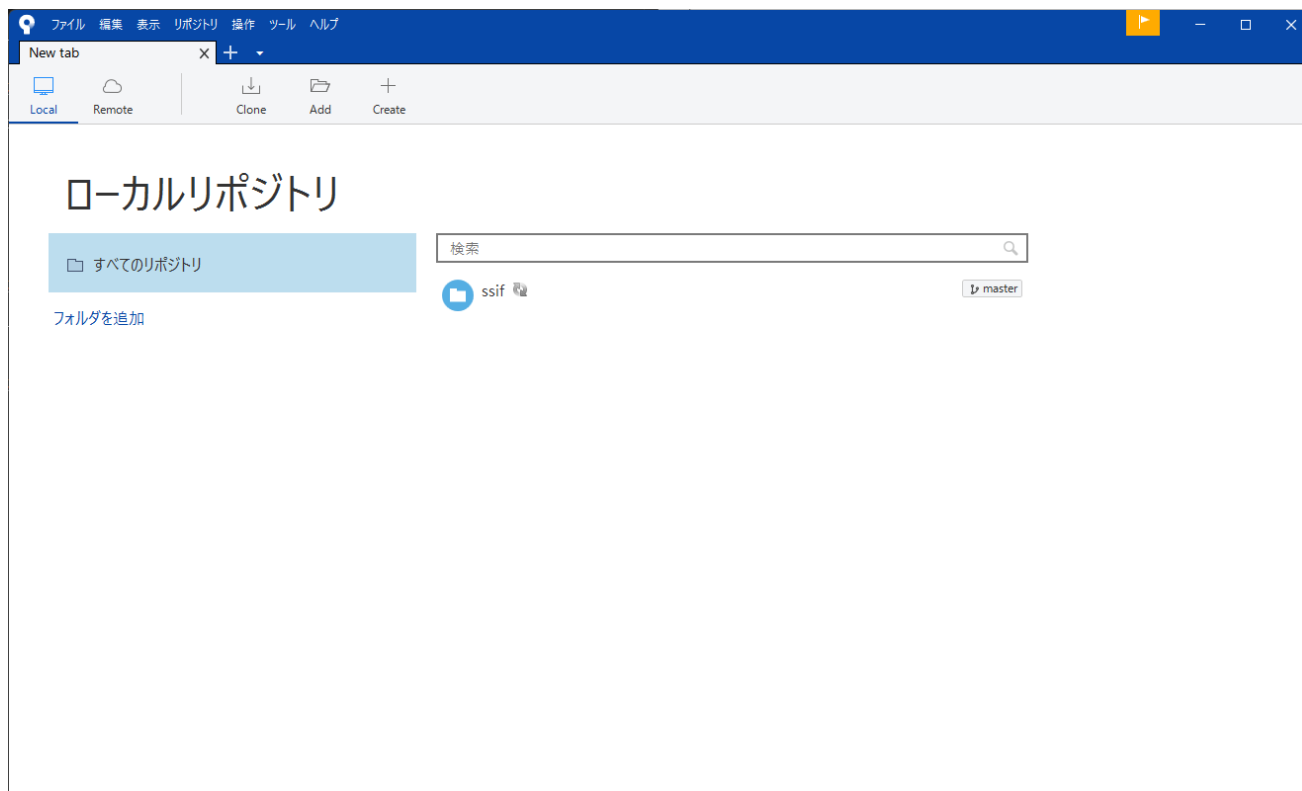 ファイル 編集 表示 リポジトリ 操作 ツール ヘルプ
New tab
Local Remote Clone Add Create
ローカルリポジトリ
すべてのリポジトリ
フォルダを追加
検索
ssif master